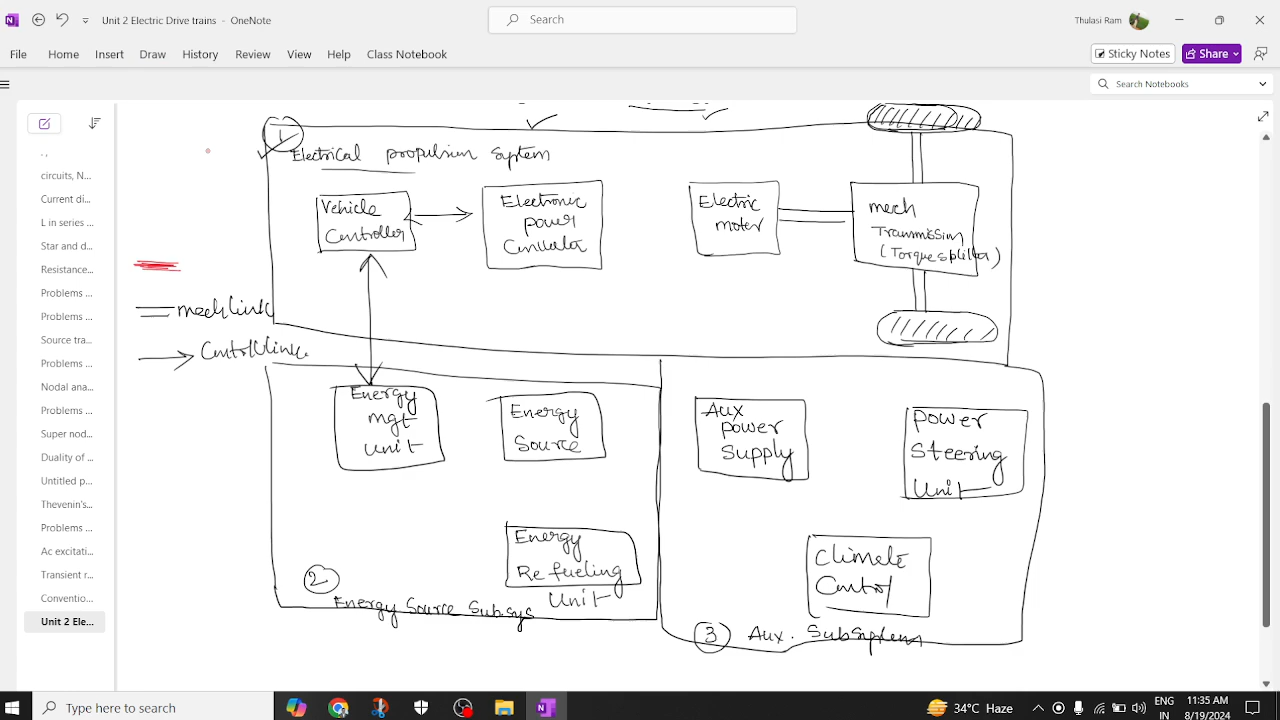 Unit 2 Electric Drive trains - OneNote
Search
Thulasi Ram
File Home Insert Draw History Review View Help Class Notebook
Sticky Notes
Share
Search Notebooks
circuits, N...
Current di...
L in series ...
Star and d...
Resistance...
Problems ...
Problems ...
Source tra...
Problems ...
Nodal ana...
Problems ...
Super nod...
Duality of ...
Untitled p...
Thevenin's...
Problems ...
Ac excitati...
Transient r...
Conventio...
Unit 2 Ele...
1
Electrical propulsion System
Vehicle
Controller
Electronic
power
Electric
motor
mech
Transmission
(Torque splitter)
mech link
Control link.
Energy
mgt
unit
Energy
Source
Energy
Refueling
Unit
2
Energy Source Subsys
Aux
power
Supply
Power
Steering
Unit
Climate
Control
3 Aux. Subsystem
Type here to search
34°C Haze
ENG
IN
11:35 AM
8/19/2024